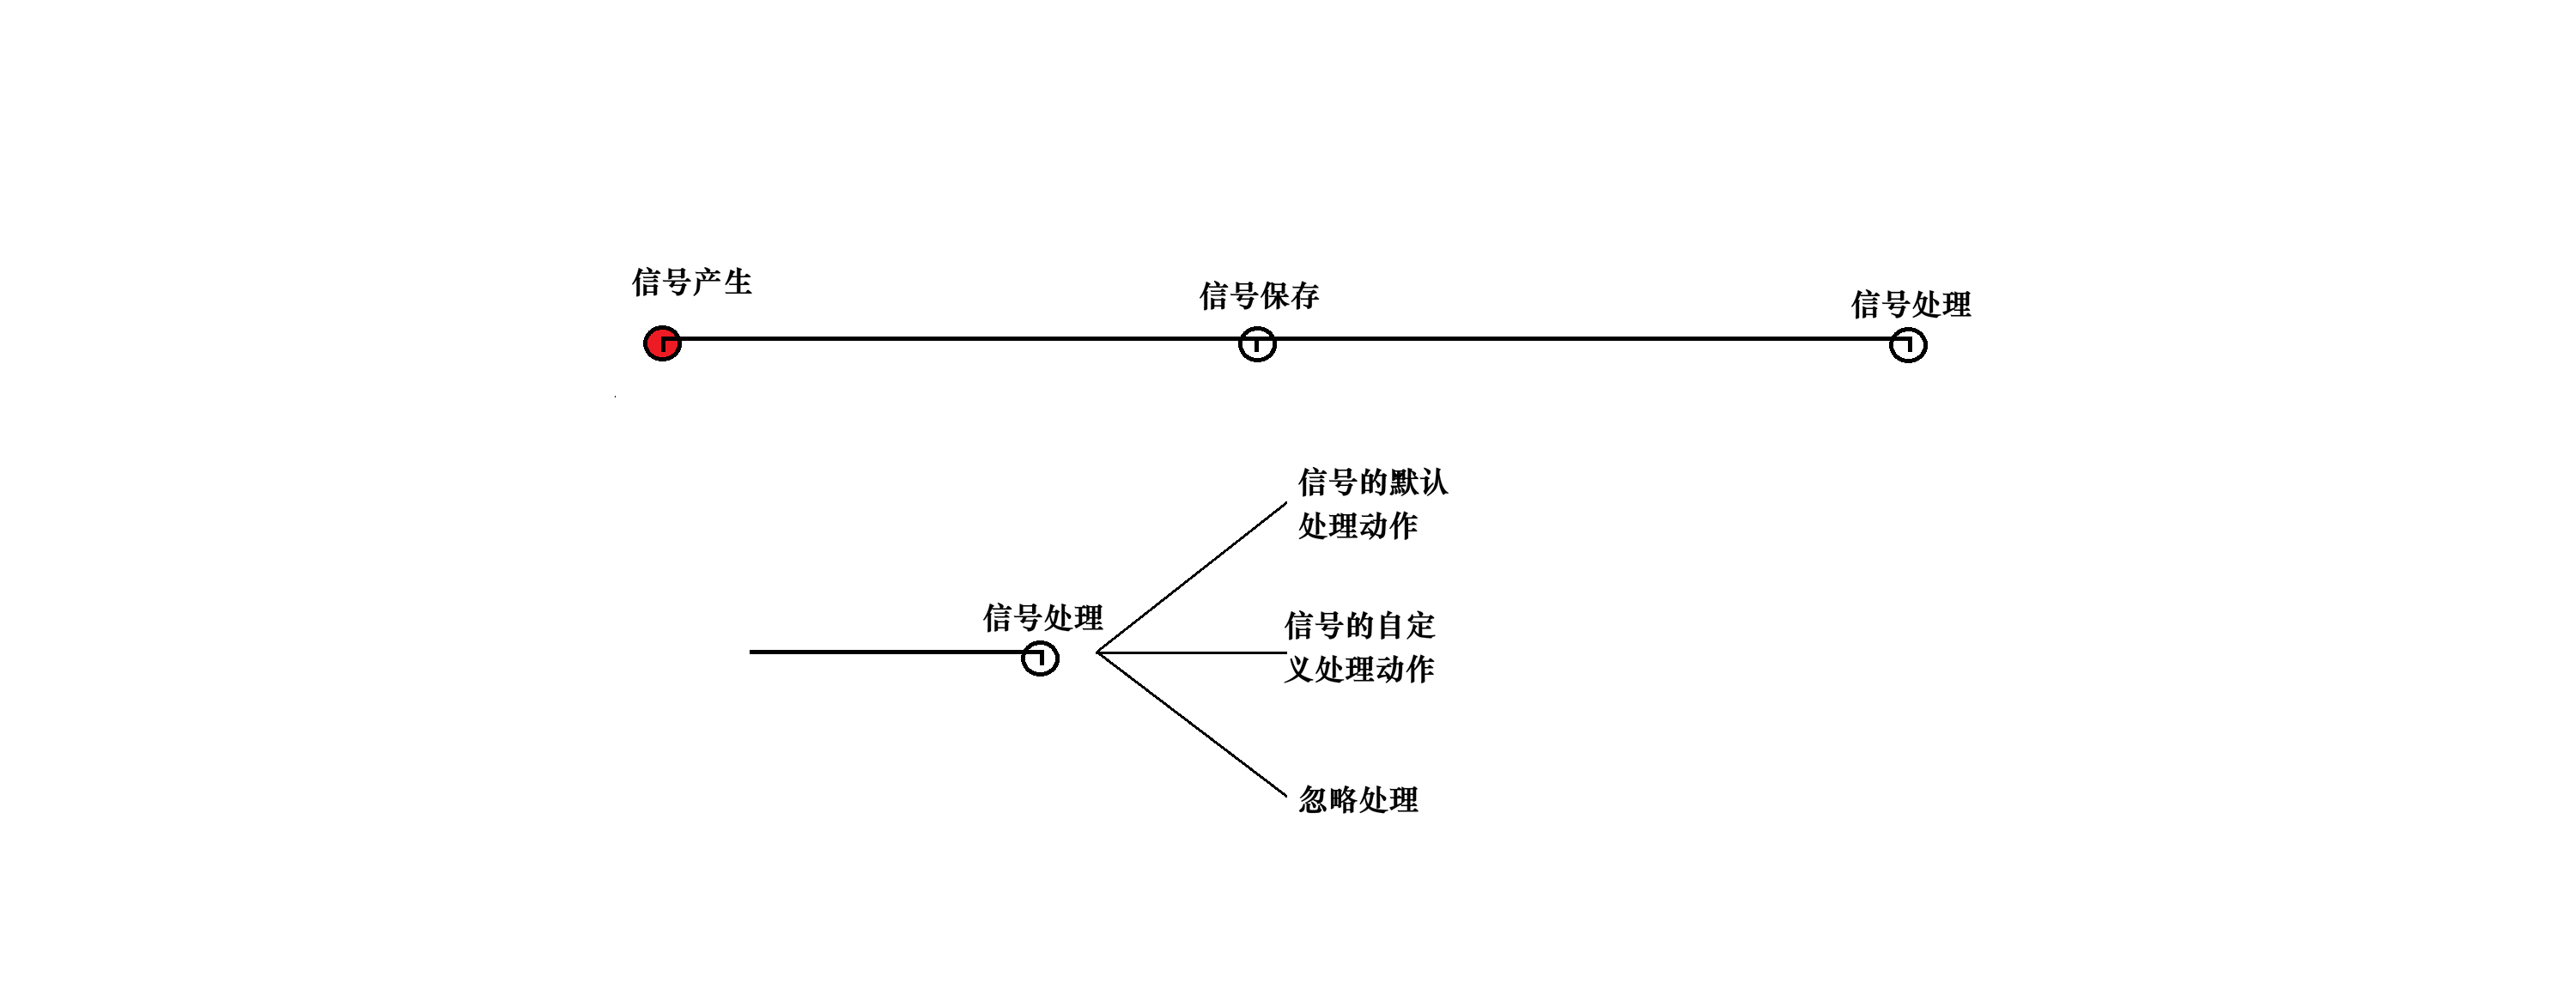 信号产生
信号保存
信号处理
信号的默认
处理动作
信号处理
信号的自定
义处理动作
忽略处理